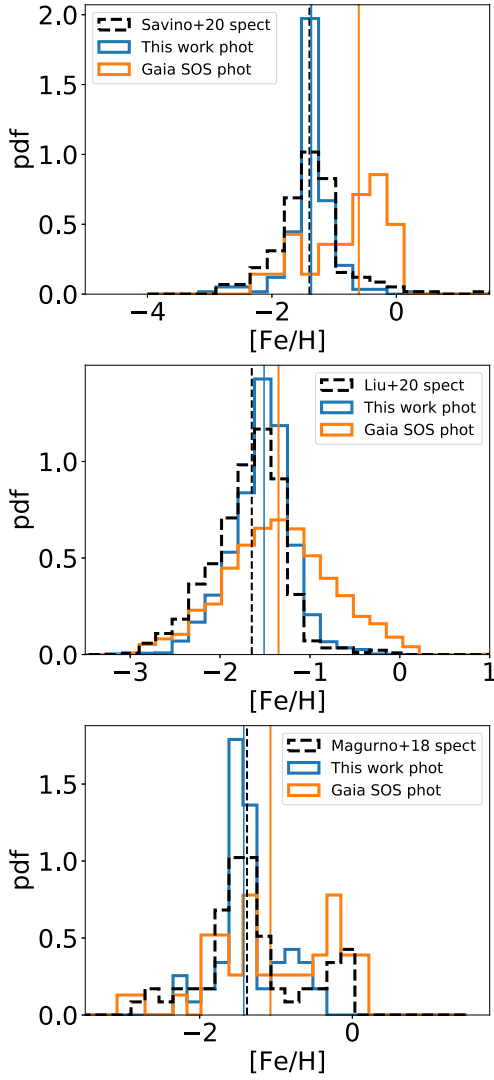 2.0
1.5
1.0
0.5
0.0
pdf
Savino+20 spect
This work phot
Gaia SOS phot
−4 −2 0
[Fe/H]
1.0
0.5
0.0
pdf
Liu+20 spect
This work phot
Gaia SOS phot
−3 −2 −1 0 1
[Fe/H]
1.5
1.0
0.5
0.0
pdf
Magurno+18 spect
This work phot
Gaia SOS phot
−2 0
[Fe/H]